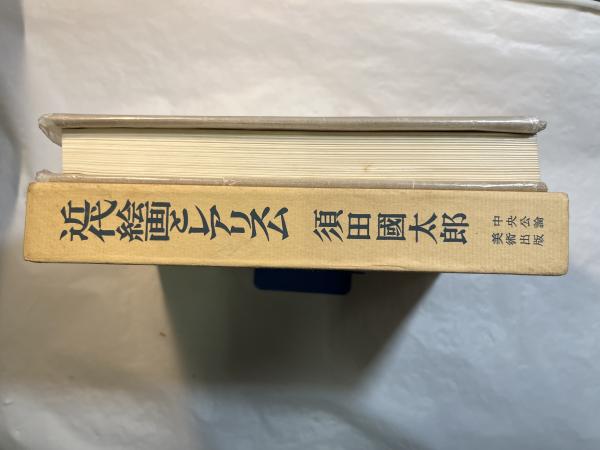 近代絵画とレアリスム
須田國太郎
中央公論
美術出版